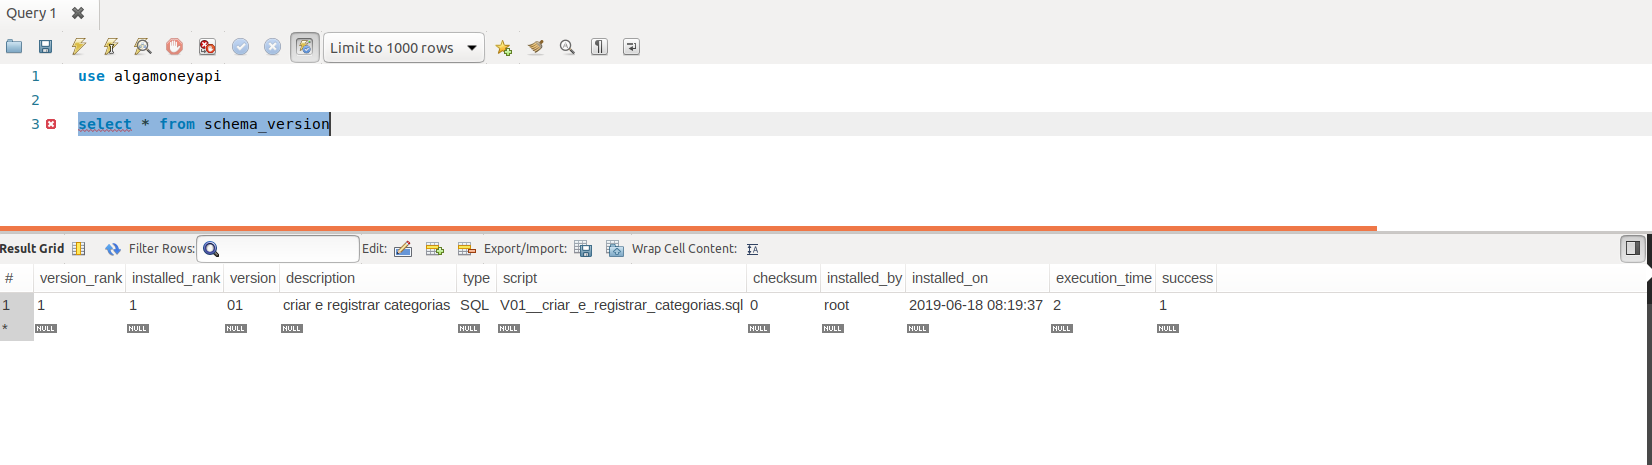 Query 1
Limit to 1000 rows
1 use algamoneyapi
2
3 select * from schema_version
Result Grid Filter Rows: Edit: Export/Import: Wrap Cell Content:
# version_rank installed_rank version description type script checksum installed_by installed_on execution_time success
1 1 1 01 criar e registrar categorias SQL V01__criar_e_registrar_categorias.sql 0 root 2019-06-18 08:19:37 2 1
* NULL NULL NULL NULL NULL NULL NULL NULL NULL NULL NULL